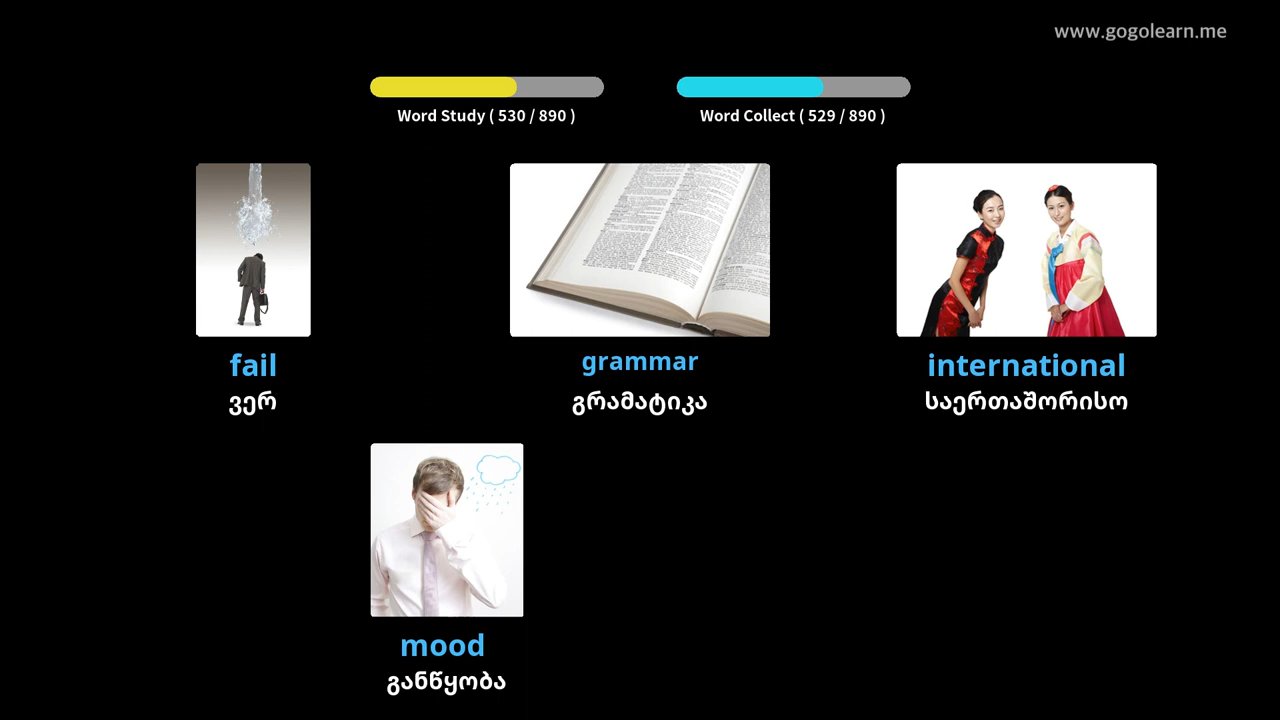 www.gogolearn.me
Word Study ( 530 / 890 )
Word Collect ( 529 / 890 )
fail
ვერ
grammar
გრამატიკა
international
საერთაშორისო
mood
განწყობა